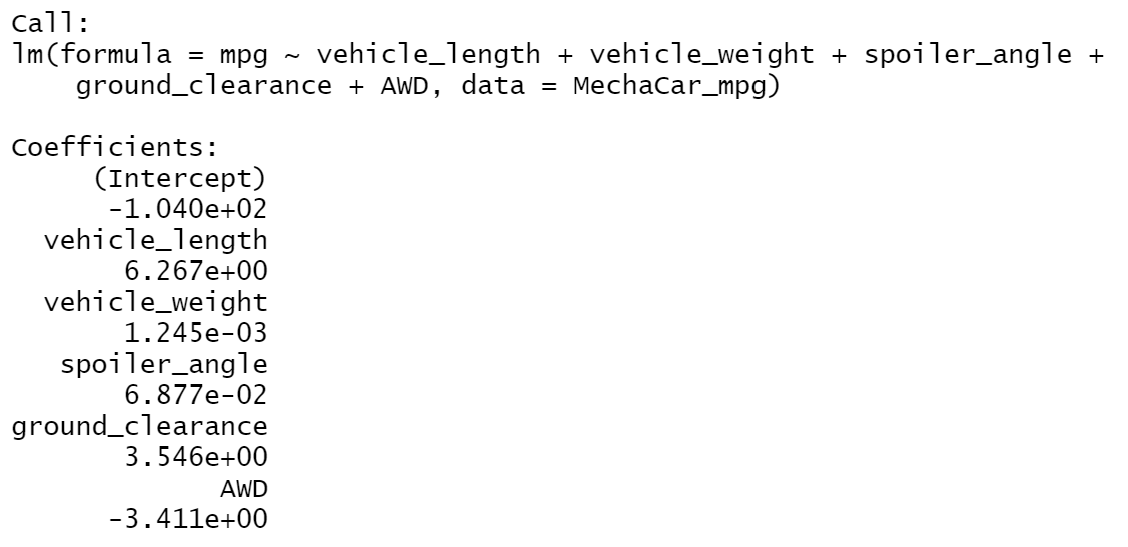 Call:
lm(formula = mpg ~ vehicle_length + vehicle_weight + spoiler_angle +
    ground_clearance + AWD, data = MechaCar_mpg)

Coefficients:
     (Intercept)
      -1.040e+02
  vehicle_length
       6.267e+00
  vehicle_weight
       1.245e-03
   spoiler_angle
       6.877e-02
ground_clearance
       3.546e+00
             AWD
      -3.411e+00